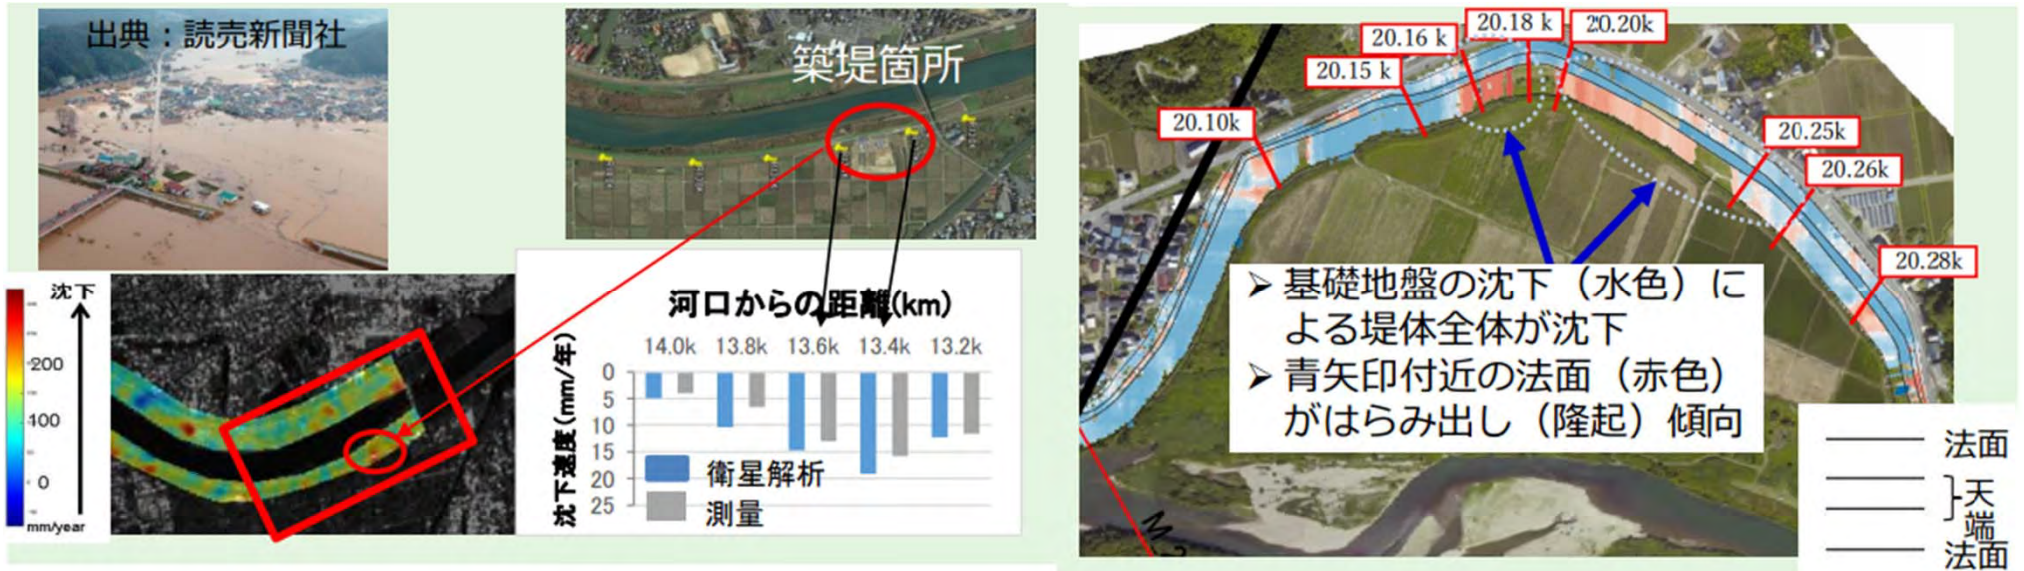 出典：読売新聞社
築堤箇所
沈下
200
100
0
mm/year
河口からの距離(km)
14.0k 13.8k 13.6k 13.4k 13.2k
沈下速度(mm/年)
0
5
10
15
20
25
衛星解析
測量
20.10k
20.15 k
20.16 k
20.18 k
20.20k
20.25k
20.26k
20.28k
➢ 基礎地盤の沈下（水色）に
よる堤体全体が沈下
➢ 青矢印付近の法面（赤色）
がはらみ出し（隆起）傾向
法面
天端
法面